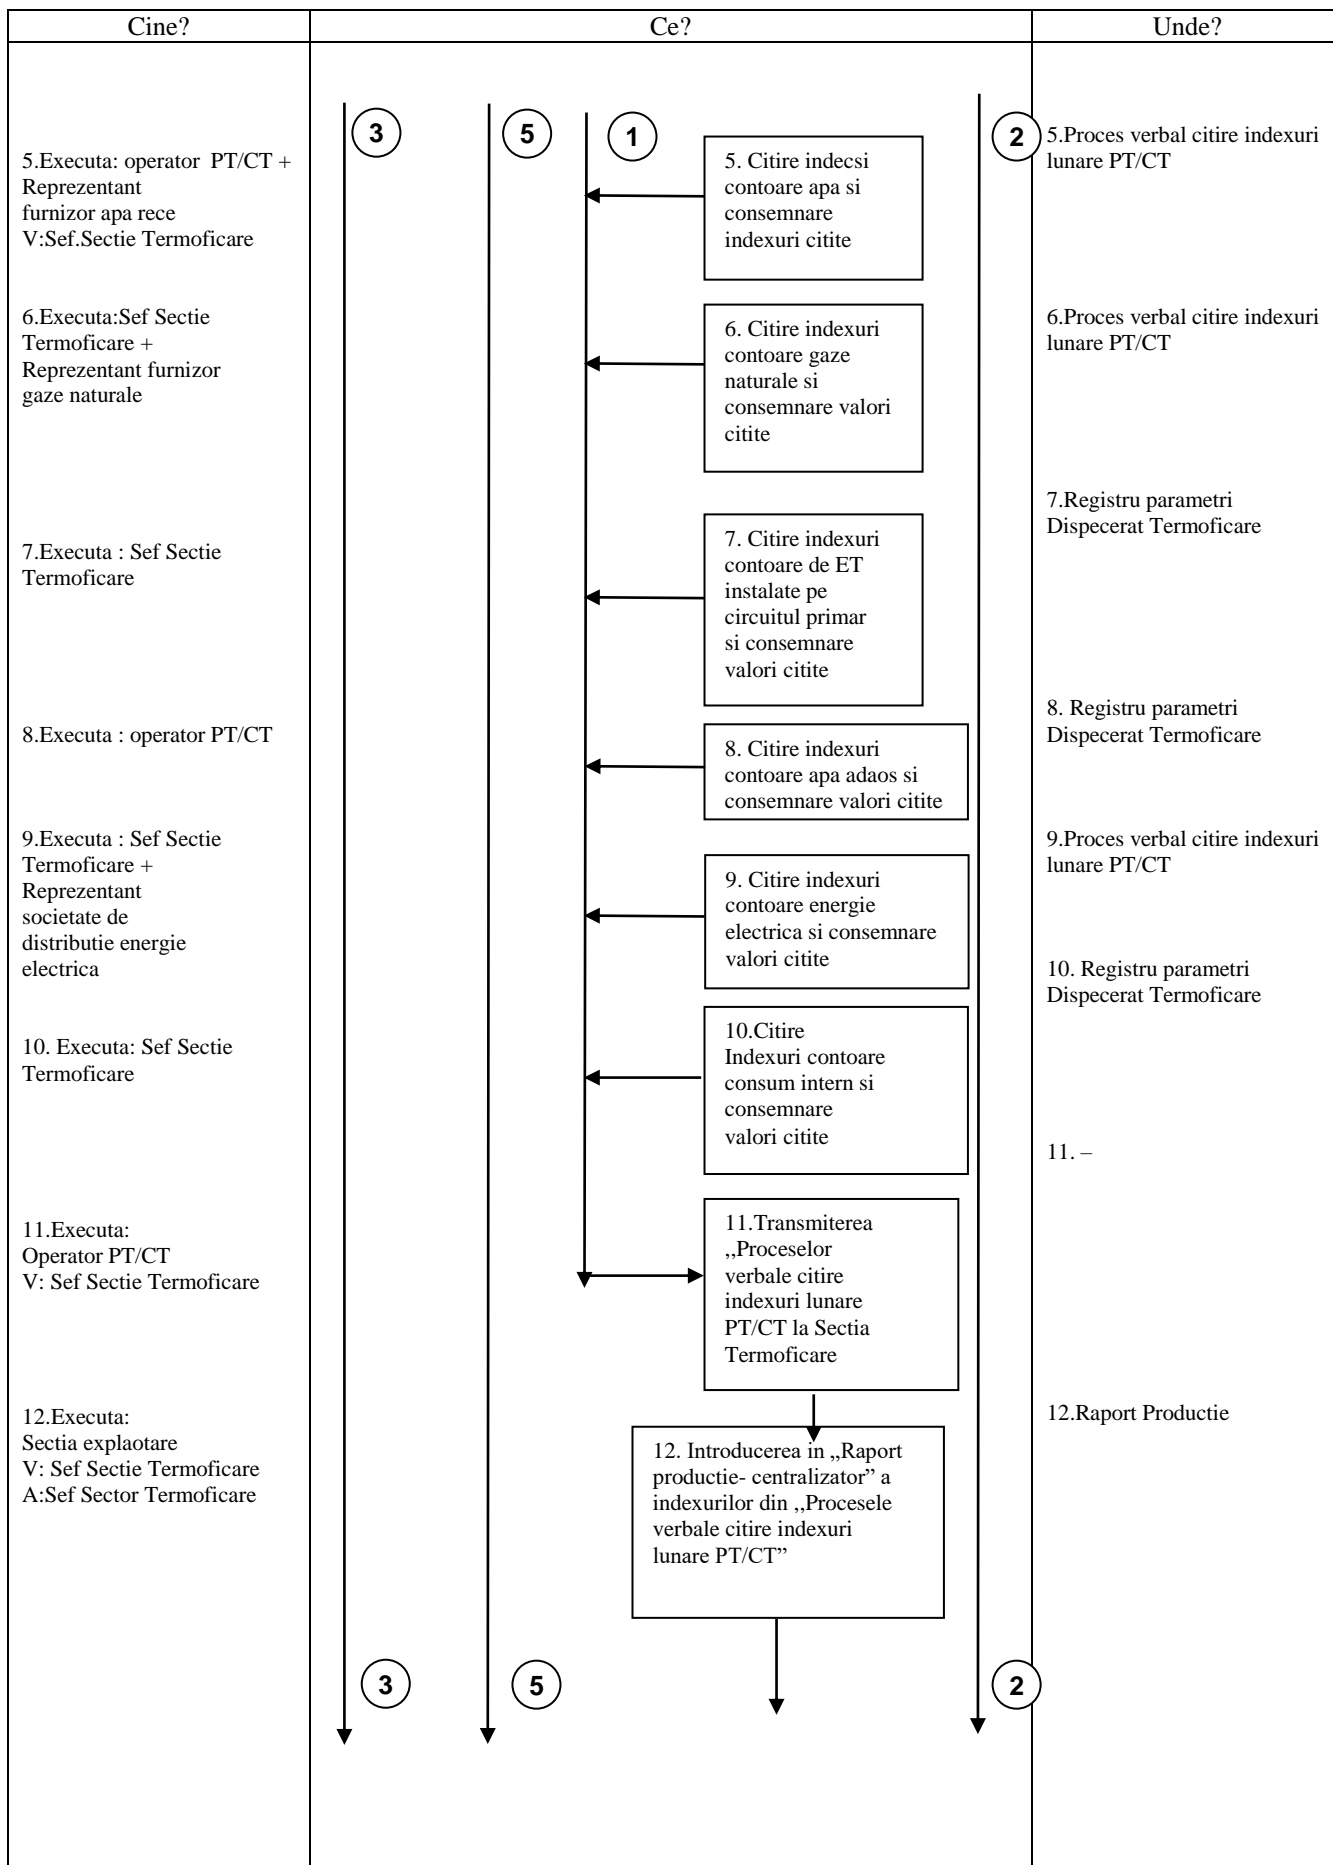 Cine?
Ce?
Unde?
5.Executa: operator PT/CT +
Reprezentant
furnizor apa rece
V:Sef.Sectie Termoficare
6.Executa:Sef Sectie
Termoficare +
Reprezentant furnizor
gaze naturale
7.Executa : Sef Sectie
Termoficare
8.Executa : operator PT/CT
9.Executa : Sef Sectie
Termoficare +
Reprezentant
societate de
distributie energie
electrica
10. Executa: Sef Sectie
Termoficare
11.Executa:
Operator PT/CT
V: Sef Sectie Termoficare
12.Executa:
Sectia explaotare
V: Sef Sectie Termoficare
A:Sef Sector Termoficare
3
5
1
2
5. Citire indecsi
contoare apa si
consemnare
indexuri citite
6. Citire indexuri
contoare gaze
naturale si
consemnare valori
citite
7. Citire indexuri
contoare de ET
instalate pe
circuitul primar
si consemnare
valori citite
8. Citire indexuri
contoare apa adaos si
consemnare valori citite
9. Citire indexuri
contoare energie
electrica si consemnare
valori citite
10.Citire
Indexuri contoare
consum intern si
consemnare
valori citite
11.Transmiterea
,,Proceselor
verbale citire
indexuri lunare
PT/CT la Sectia
Termoficare
12. Introducerea in „Raport
productie- centralizator” a
indexurilor din ,,Procesele
verbale citire indexuri
lunare PT/CT”
3
5
2
5.Proces verbal citire indexuri
lunare PT/CT
6.Proces verbal citire indexuri
lunare PT/CT
7.Registru parametri
Dispecerat Termoficare
8. Registru parametri
Dispecerat Termoficare
9.Proces verbal citire indexuri
lunare PT/CT
10. Registru parametri
Dispecerat Termoficare
11. –
12.Raport Productie